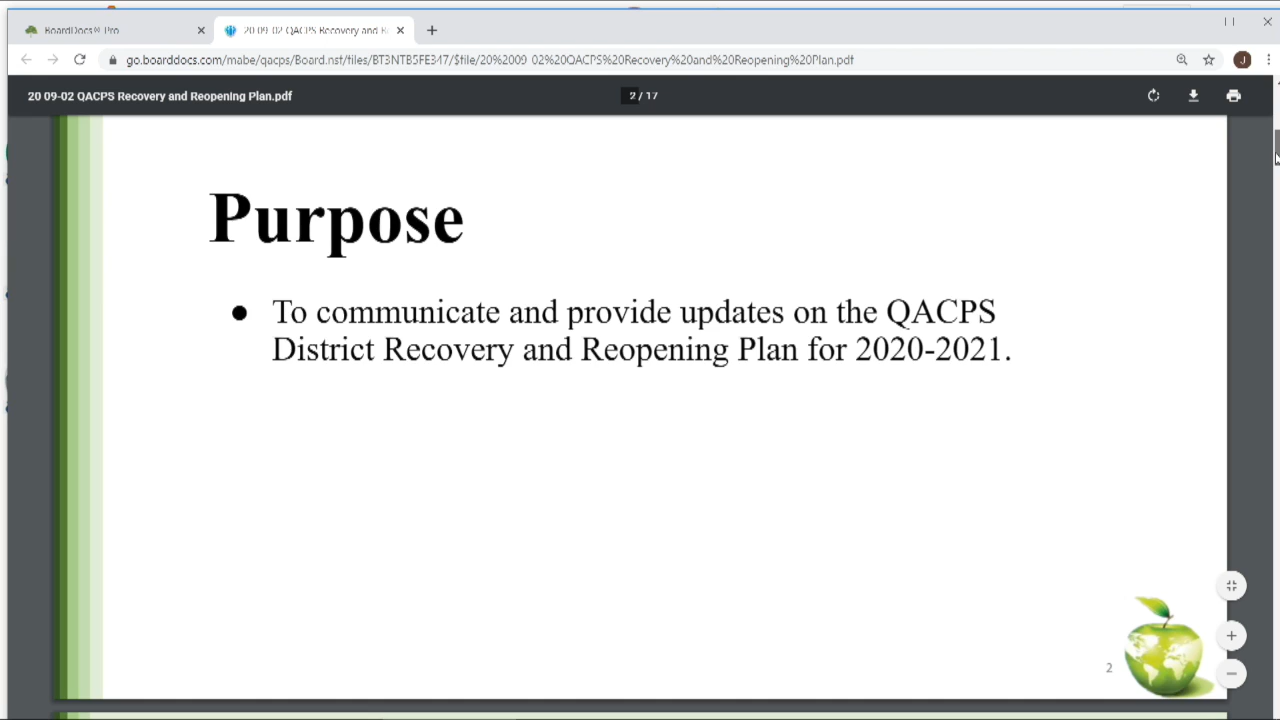 BoardDocs® Pro
20 09-02 QACPS Recovery and R
go.boarddocs.com/mabe/qacps/Board.nsf/files/BT3NTB5FE347/$file/20%2009-02%20QACPS%20Recovery%20and%20Reopening%20Plan.pdf
J
20 09-02 QACPS Recovery and Reopening Plan.pdf
2 / 17
Purpose
● To communicate and provide updates on the QACPS
District Recovery and Reopening Plan for 2020-2021.
2